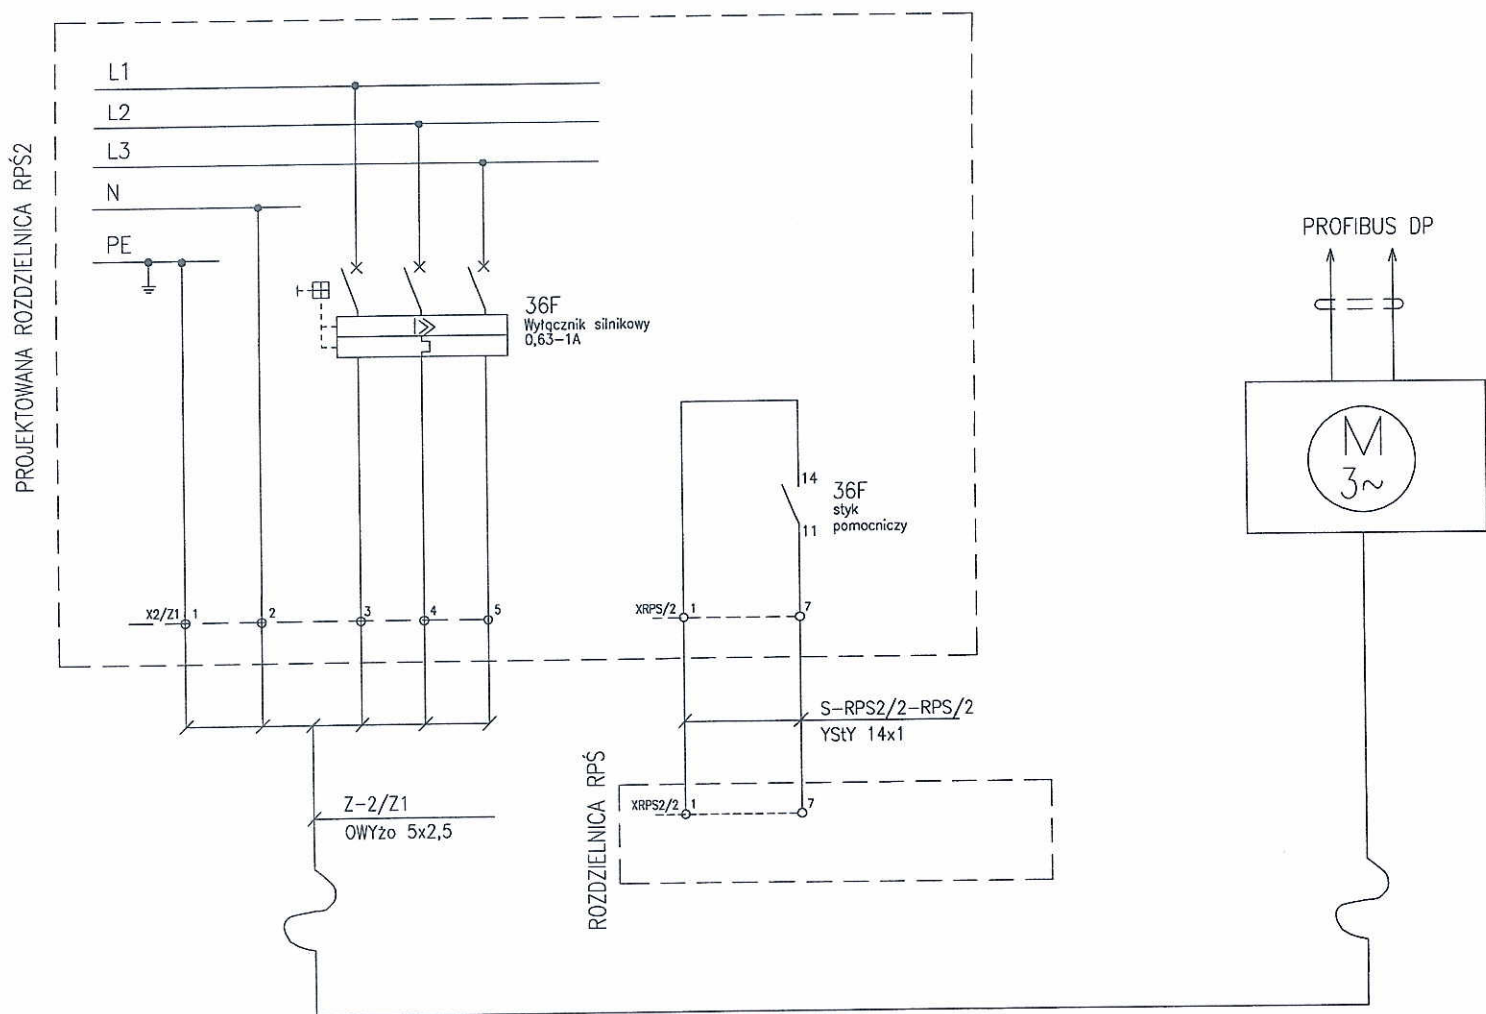 PROJEKTOWANA ROZDZIELNICA RPŚ2
L1
L2
L3
N
PE
36F
Wyłącznik silnikowy
0,63-1A
14
36F
styk
pomocniczy
11
X2/Z1 1 2 3 4 5
XRPS/2 1 7
S-RPS2/2-RPS/2
YStY 14x1
ROZDZIELNICA RPŚ
XRPS2/2 1 7
Z-2/Z1
OWYżo 5x2,5
PROFIBUS DP
M
3~